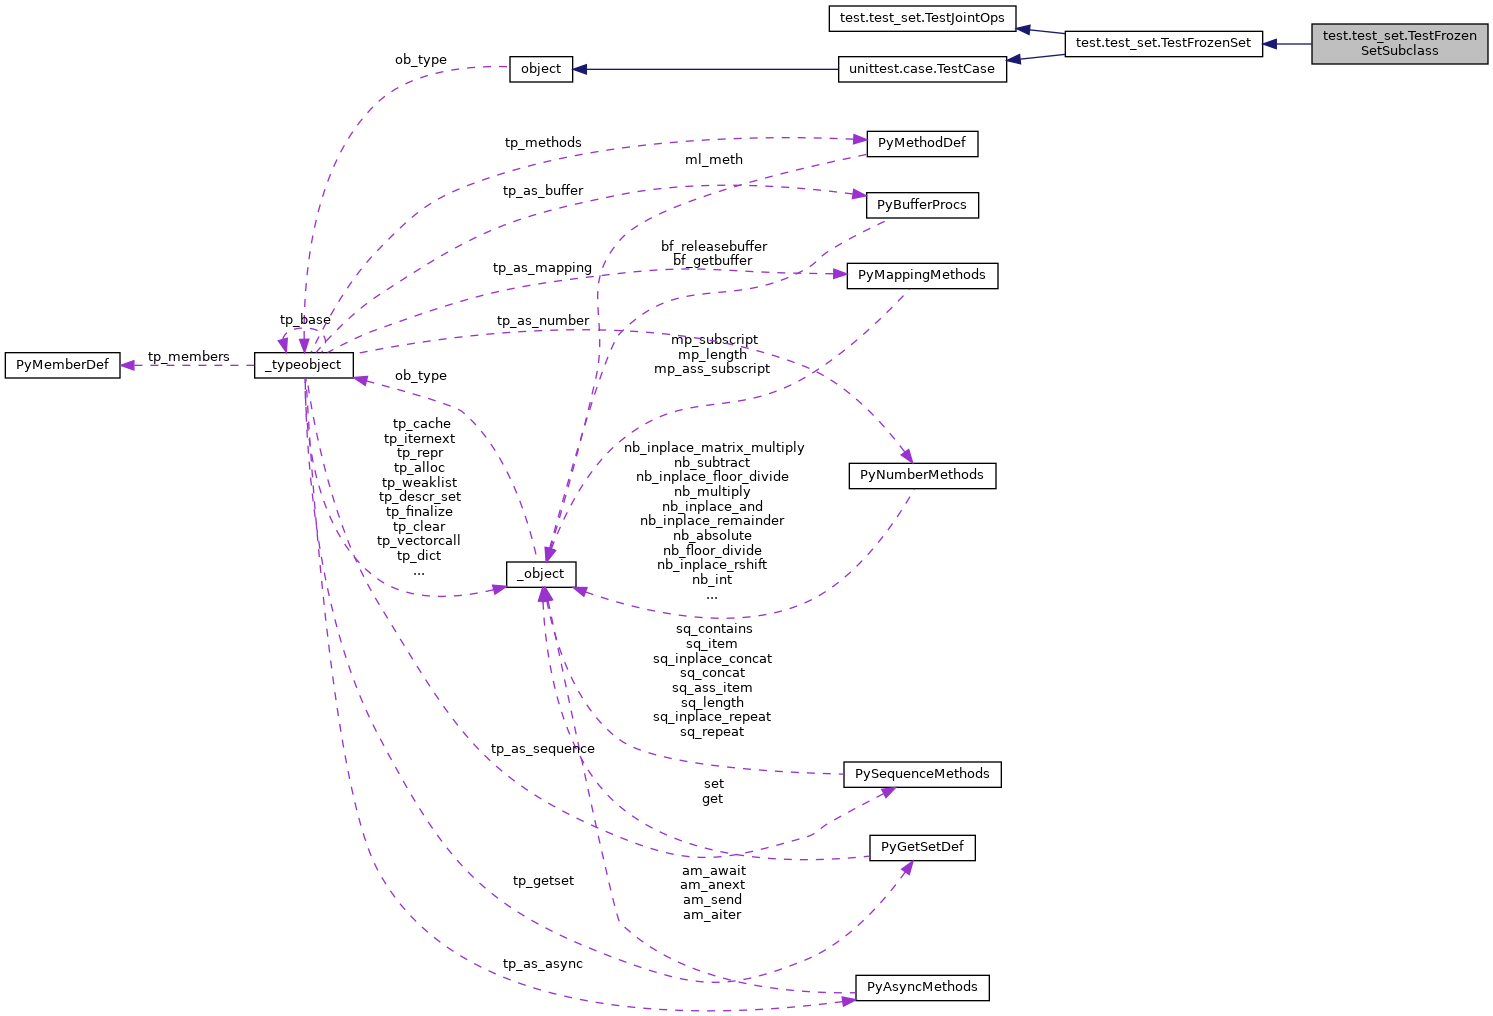 test.test_set.TestJointOps
test.test_set.TestFrozenSet
test.test_set.TestFrozen
SetSubclass
ob_type
object
unittest.case.TestCase
tp_methods
PyMethodDef
ml_meth
tp_as_buffer
PyBufferProcs
bf_releasebuffer
bf_getbuffer
tp_as_mapping
PyMappingMethods
tp_base
tp_as_number
mp_subscript
mp_length
mp_ass_subscript
PyMemberDef
tp_members
_typeobject
ob_type
tp_cache
tp_iternext
tp_repr
tp_alloc
tp_weaklist
tp_descr_set
tp_finalize
tp_clear
tp_vectorcall
tp_dict
...
nb_inplace_matrix_multiply
nb_subtract
nb_inplace_floor_divide
nb_multiply
nb_inplace_and
nb_inplace_remainder
nb_absolute
nb_floor_divide
nb_inplace_rshift
nb_int
...
PyNumberMethods
_object
sq_contains
sq_item
sq_inplace_concat
sq_concat
sq_ass_item
sq_length
sq_inplace_repeat
sq_repeat
tp_as_sequence
PySequenceMethods
set
get
PyGetSetDef
tp_getset
am_await
am_anext
am_send
am_aiter
tp_as_async
PyAsyncMethods